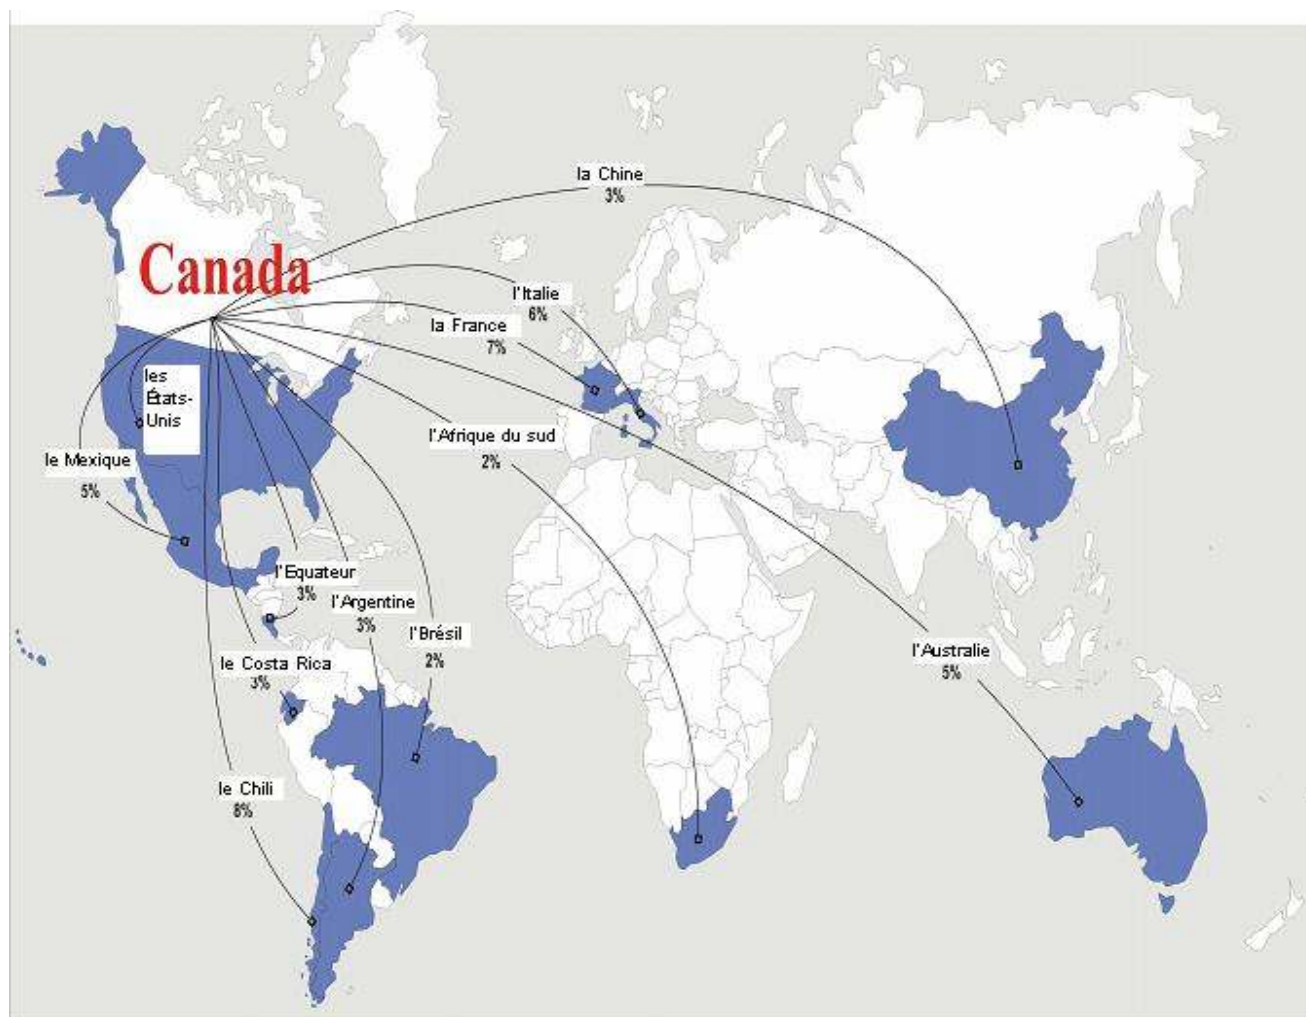 la Chine
3%
Canada
l'Italie
6%
la France
7%
les
États-
Unis
l'Afrique du sud
2%
le Mexique
5%
l'Equateur
3%
l'Argentine
3%
l'Brésil
2%
l'Australie
5%
le Costa Rica
3%
le Chili
8%